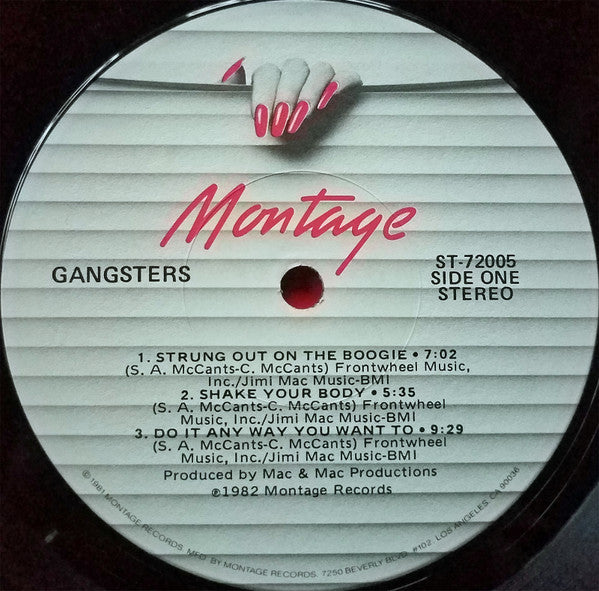 Montage
GANGSTERS
ST-72005
SIDE ONE
STEREO
1. STRUNG OUT ON THE BOOGIE • 7:02
(S. A. McCants-C. McCants) Frontwheel Music,
Inc./Jimi Mac Music-BMI
2. SHAKE YOUR BODY • 5:35
(S. A. McCants-C. McCants) Frontwheel
Music, Inc./Jimi Mac Music-BMI
3. DO IT ANY WAY YOU WANT TO • 9:29
(S. A. McCants-C. McCants) Frontwheel
Music, Inc./Jimi Mac Music-BMI
Produced by Mac & Mac Productions
℗1982 Montage Records
©1981 MONTAGE RECORDS. MFD. BY MONTAGE RECORDS. 7250 BEVERLY BLVD. #102. LOS ANGELES, CA 90036